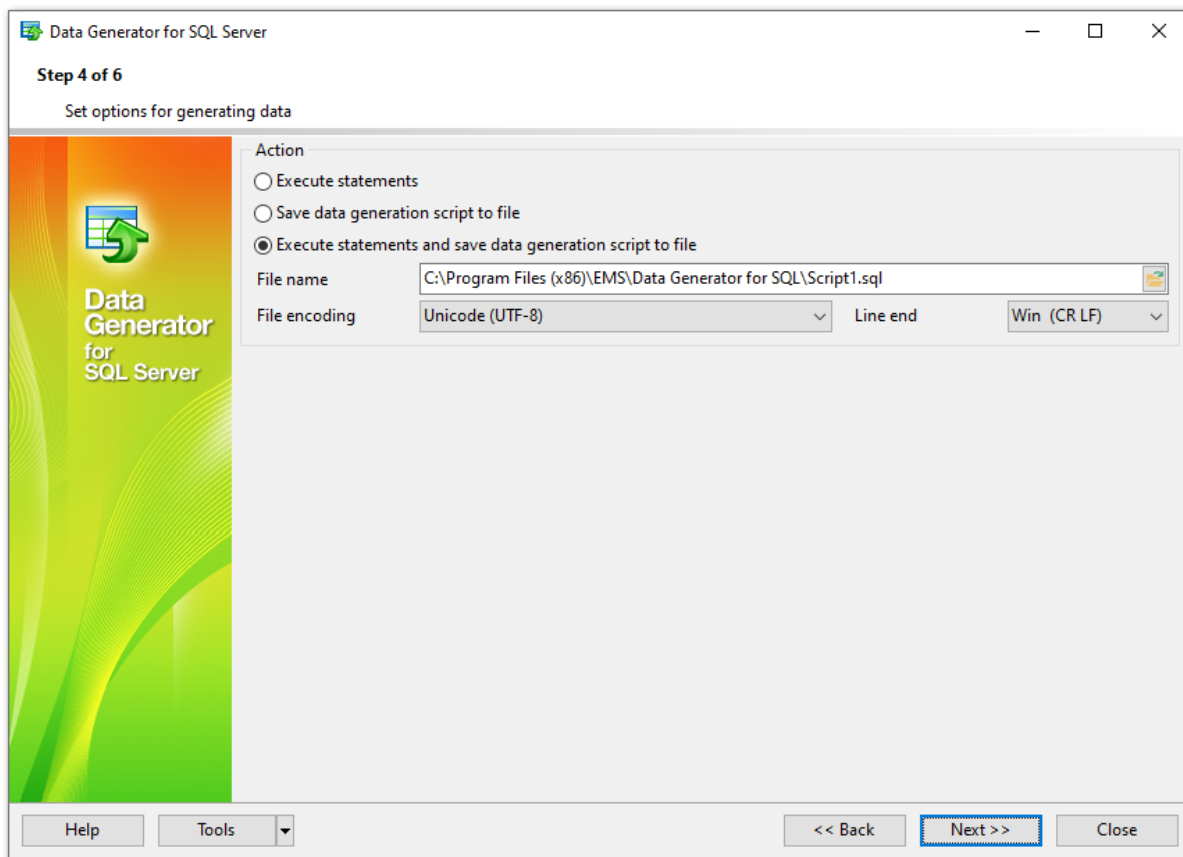 Data Generator for SQL Server
Step 4 of 6
Set options for generating data
Data
Generator
for
SQL Server
Action
Execute statements
Save data generation script to file
Execute statements and save data generation script to file
File name C:\Program Files (x86)\EMS\Data Generator for SQL\Script1.sql
File encoding Unicode (UTF-8) Line end Win (CR LF)
Help Tools << Back Next >> Close